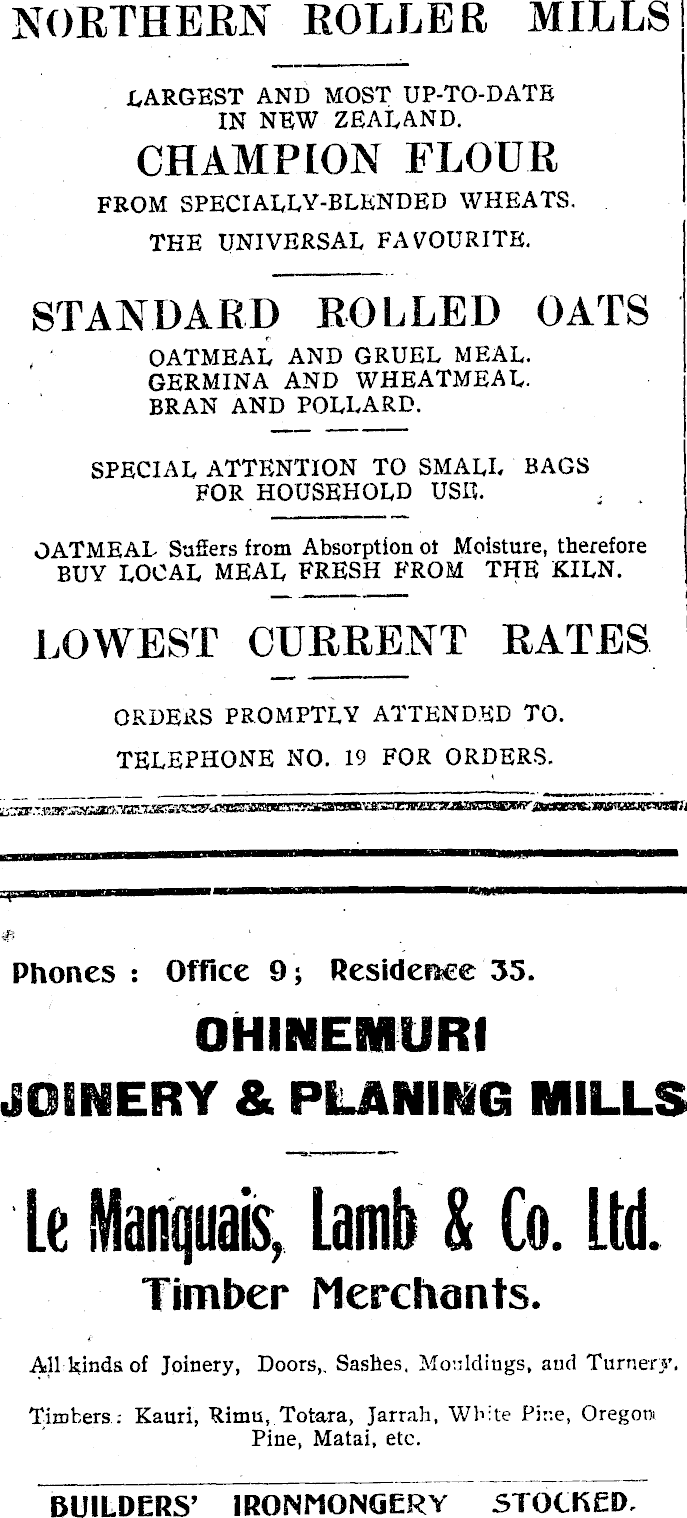 NORTHERN ROLLER MILLS
LARGEST AND MOST UP-TO-DATE
IN NEW ZEALAND.
CHAMPION FLOUR
FROM SPECIALLY-BLENDED WHEATS.
THE UNIVERSAL FAVOURITE.
STANDARD ROLLED OATS
OATMEAL AND GRUEL MEAL.
GERMINA AND WHEATMEAL.
BRAN AND POLLARD.
SPECIAL ATTENTION TO SMALL BAGS
FOR HOUSEHOLD USE.
OATMEAL Suffers from Absorption of Moisture, therefore
BUY LOCAL MEAL FRESH FROM THE KILN.
LOWEST CURRENT RATES
ORDERS PROMPTLY ATTENDED TO.
TELEPHONE NO. 19 FOR ORDERS.
Phones : Office 9; Residence 35.
OHINEMURI
JOINERY & PLANING MILLS
Le Manquais, Lamb & Co. Ltd.
Timber Merchants.
All kinds of Joinery, Doors, Sashes, Mouldings, and Turnery.
Timbers: Kauri, Rimu, Totara, Jarrah, White Pine, Oregon
Pine, Matai, etc.
BUILDERS' IRONMONGERY STOCKED.